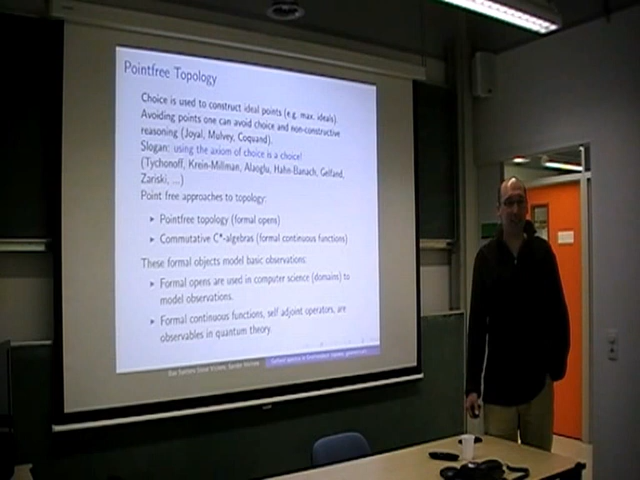 Pointfree Topology
Choice is used to construct ideal points (e.g. max. ideals).
Avoiding points one can avoid choice and non-constructive
reasoning (Joyal, Mulvey, Coquand).
Slogan: using the axiom of choice is a choice!
(Tychonoff, Krein-Millman, Alaoglu, Hahn-Banach, Gelfand,
Zariski, ...)
Point free approaches to topology:
▸ Pointfree topology (formal opens)
▸ Commutative C*-algebras (formal continuous functions)
These formal objects model basic observations:
▸ Formal opens are used in computer science (domains) to
model observations.
▸ Formal continuous functions, self adjoint operators, are
observables in quantum theory.